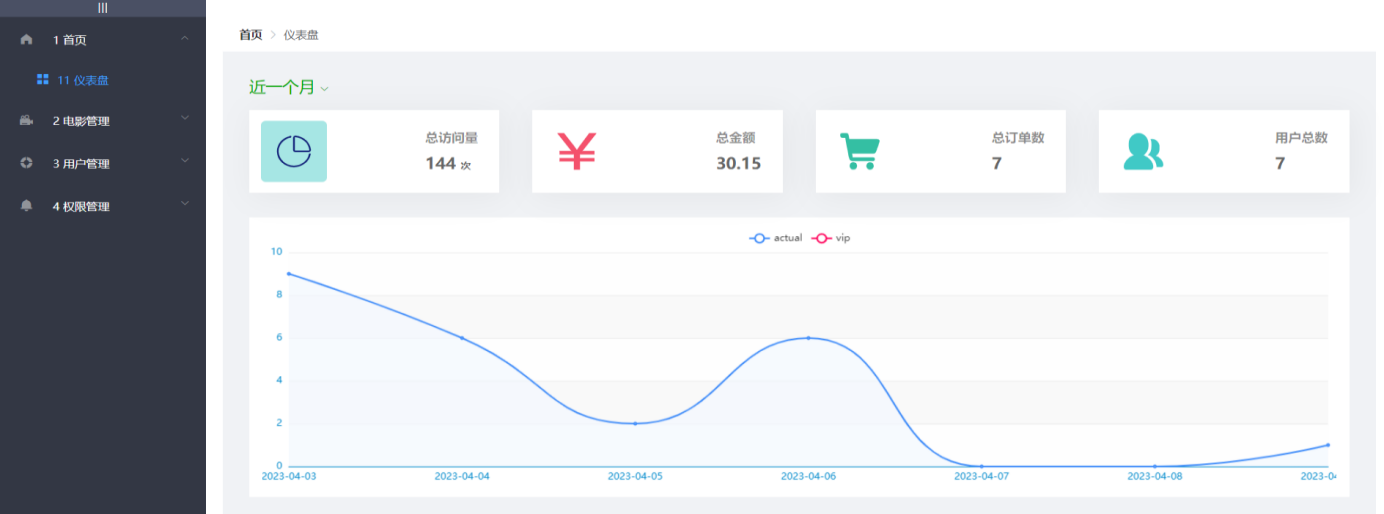 |||
1 首页
11 仪表盘
2 电影管理
3 用户管理
4 权限管理
首页 > 仪表盘
近一个月
总访问量
144 次
总金额
30.15
总订单数
7
用户总数
7
actual vip
10
8
6
4
2
0
2023-04-03 2023-04-04 2023-04-05 2023-04-06 2023-04-07 2023-04-08 2023-04